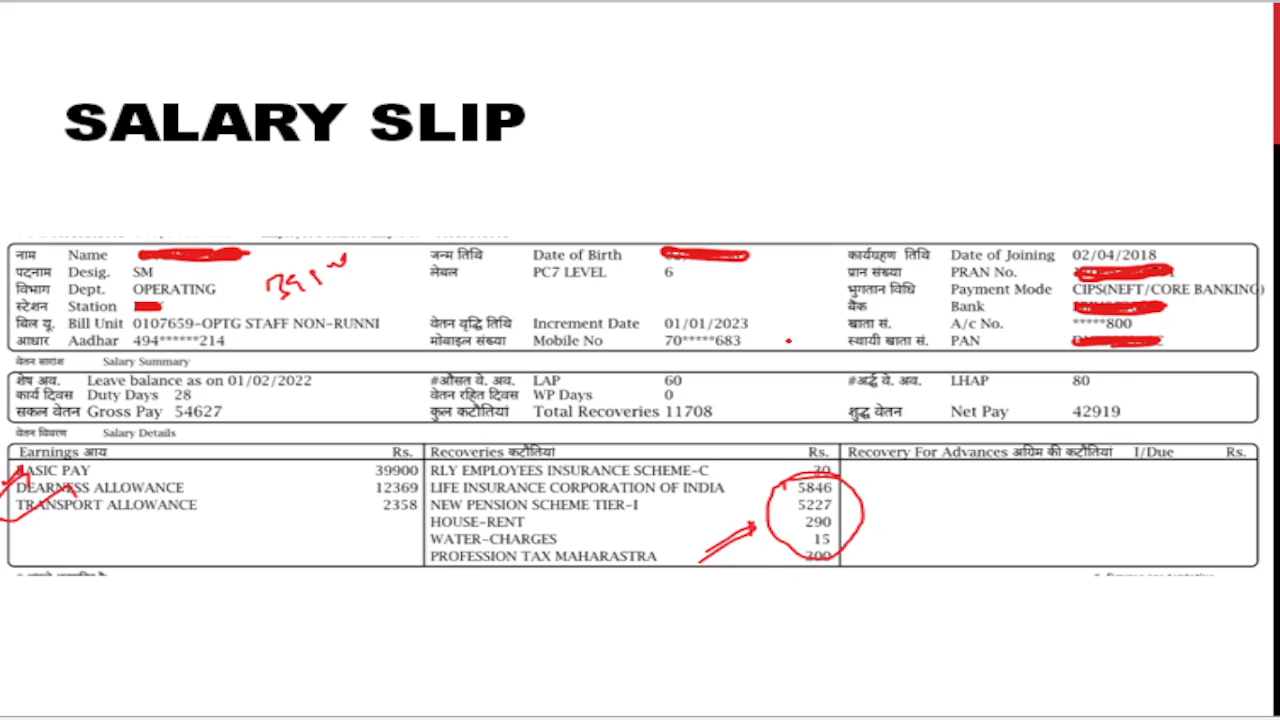 SALARY SLIP
नाम Name जन्म तिथि Date of Birth कार्यग्रहण तिथि Date of Joining 02/04/2018
पदनाम Desig. SM लेवल PC7 LEVEL 6 प्रान संख्या PRAN No.
विभाग Dept. OPERATING भुगतान विधि Payment Mode CIPS(NEFT/CORE BANKING)
स्टेशन Station बैंक Bank
बिल यू. Bill Unit 0107659-OPTG STAFF NON-RUNNI वेतन वृद्धि तिथि Increment Date 01/01/2023 खाता सं. A/c No. *****800
आधार Aadhar 494******214 मोबाइल संख्या Mobile No 70*****683 स्थायी खाता सं. PAN
वेतन सारांश Salary Summary
शेष अव. Leave balance as on 01/02/2022 #औसत वे. अव. LAP 60 #अर्द्ध वे. अव. LHAP 80
कार्य दिवस Duty Days 28 वेतन रहित दिवस WP Days 0
सकल वेतन Gross Pay 54627 कुल कटौतियां Total Recoveries 11708 शुद्ध वेतन Net Pay 42919
वेतन विवरण Salary Details
Earnings आय Rs. Recoveries कटौतियां Rs. Recovery For Advances अग्रिम की कटौतियां I/Due Rs.
BASIC PAY 39900 RLY EMPLOYEES INSURANCE SCHEME-C 30
DEARNESS ALLOWANCE 12369 LIFE INSURANCE CORPORATION OF INDIA 5846
TRANSPORT ALLOWANCE 2358 NEW PENSION SCHEME TIER-I 5227
HOUSE-RENT 290
WATER-CHARGES 15
PROFESSION TAX MAHARASTRA 300